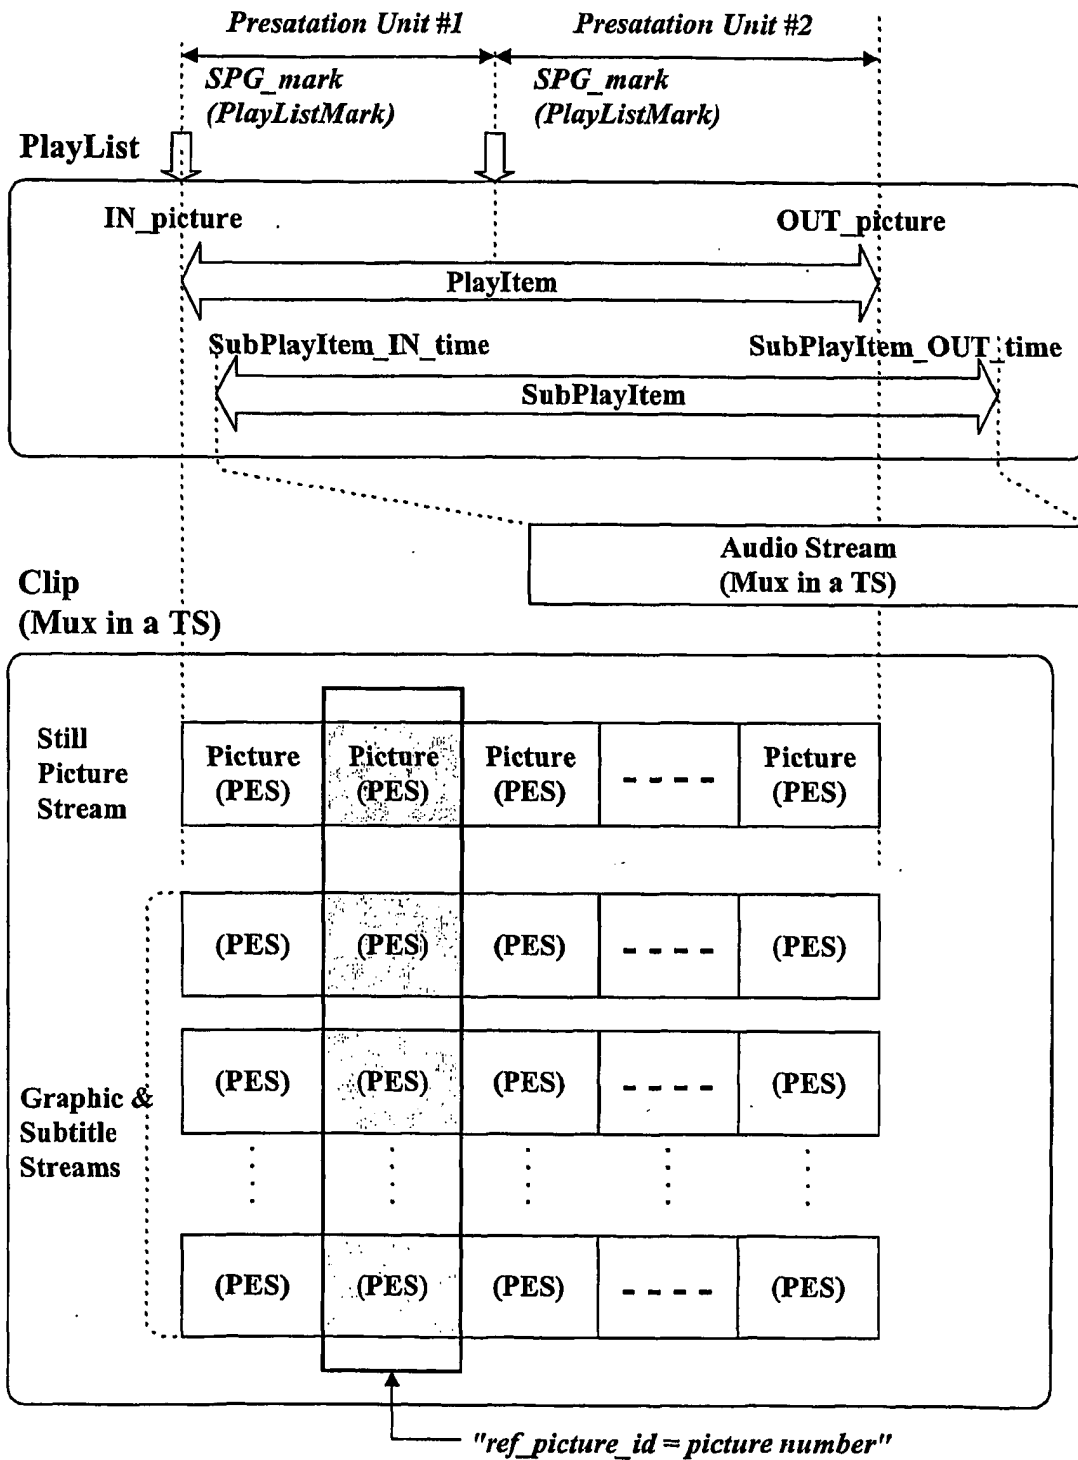 Presatation Unit #1 Presatation Unit #2
SPG_mark SPG_mark
(PlayListMark) (PlayListMark)
PlayList
IN_picture OUT_picture
PlayItem
SubPlayItem_IN_time SubPlayItem_OUT_time
SubPlayItem
Audio Stream
(Mux in a TS)
Clip
(Mux in a TS)
Still
Picture
Stream
Picture Picture Picture Picture
(PES) (PES) (PES) ---- (PES)
(PES) (PES) (PES) ---- (PES)
(PES) (PES) (PES) ---- (PES)
Graphic &
Subtitle
Streams
(PES) (PES) (PES) ---- (PES)
"ref_picture_id = picture number"